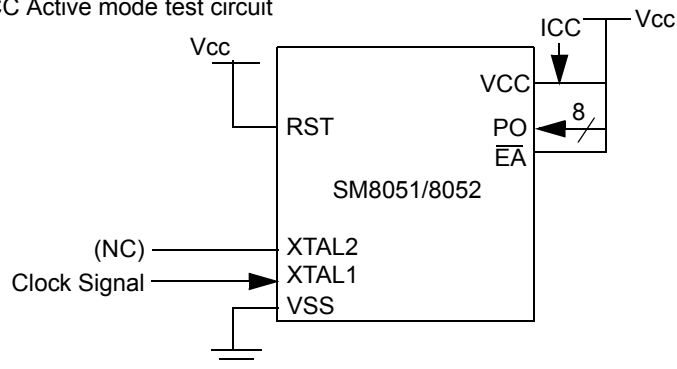 C Active mode test circuit
ICC
Vcc
Vcc
VCC
RST
PO
8
EA
SM8051/8052
(NC)
XTAL2
Clock Signal
XTAL1
VSS